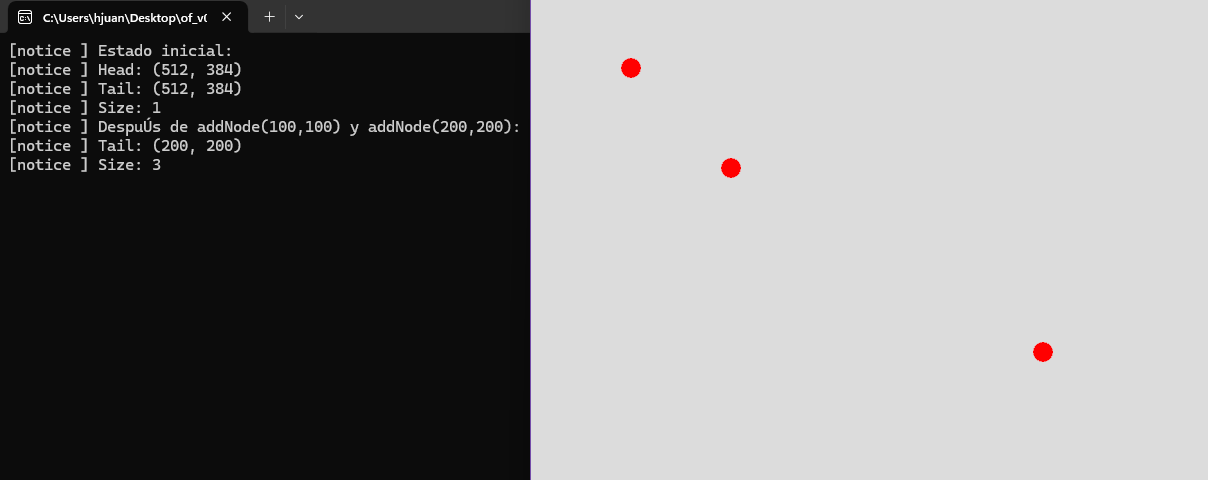 C:\Users\hjuan\Desktop\of_v(
[notice ] Estado inicial:
[notice ] Head: (512, 384)
[notice ] Tail: (512, 384)
[notice ] Size: 1
[notice ] DespuÚs de addNode(100,100) y addNode(200,200):
[notice ] Tail: (200, 200)
[notice ] Size: 3